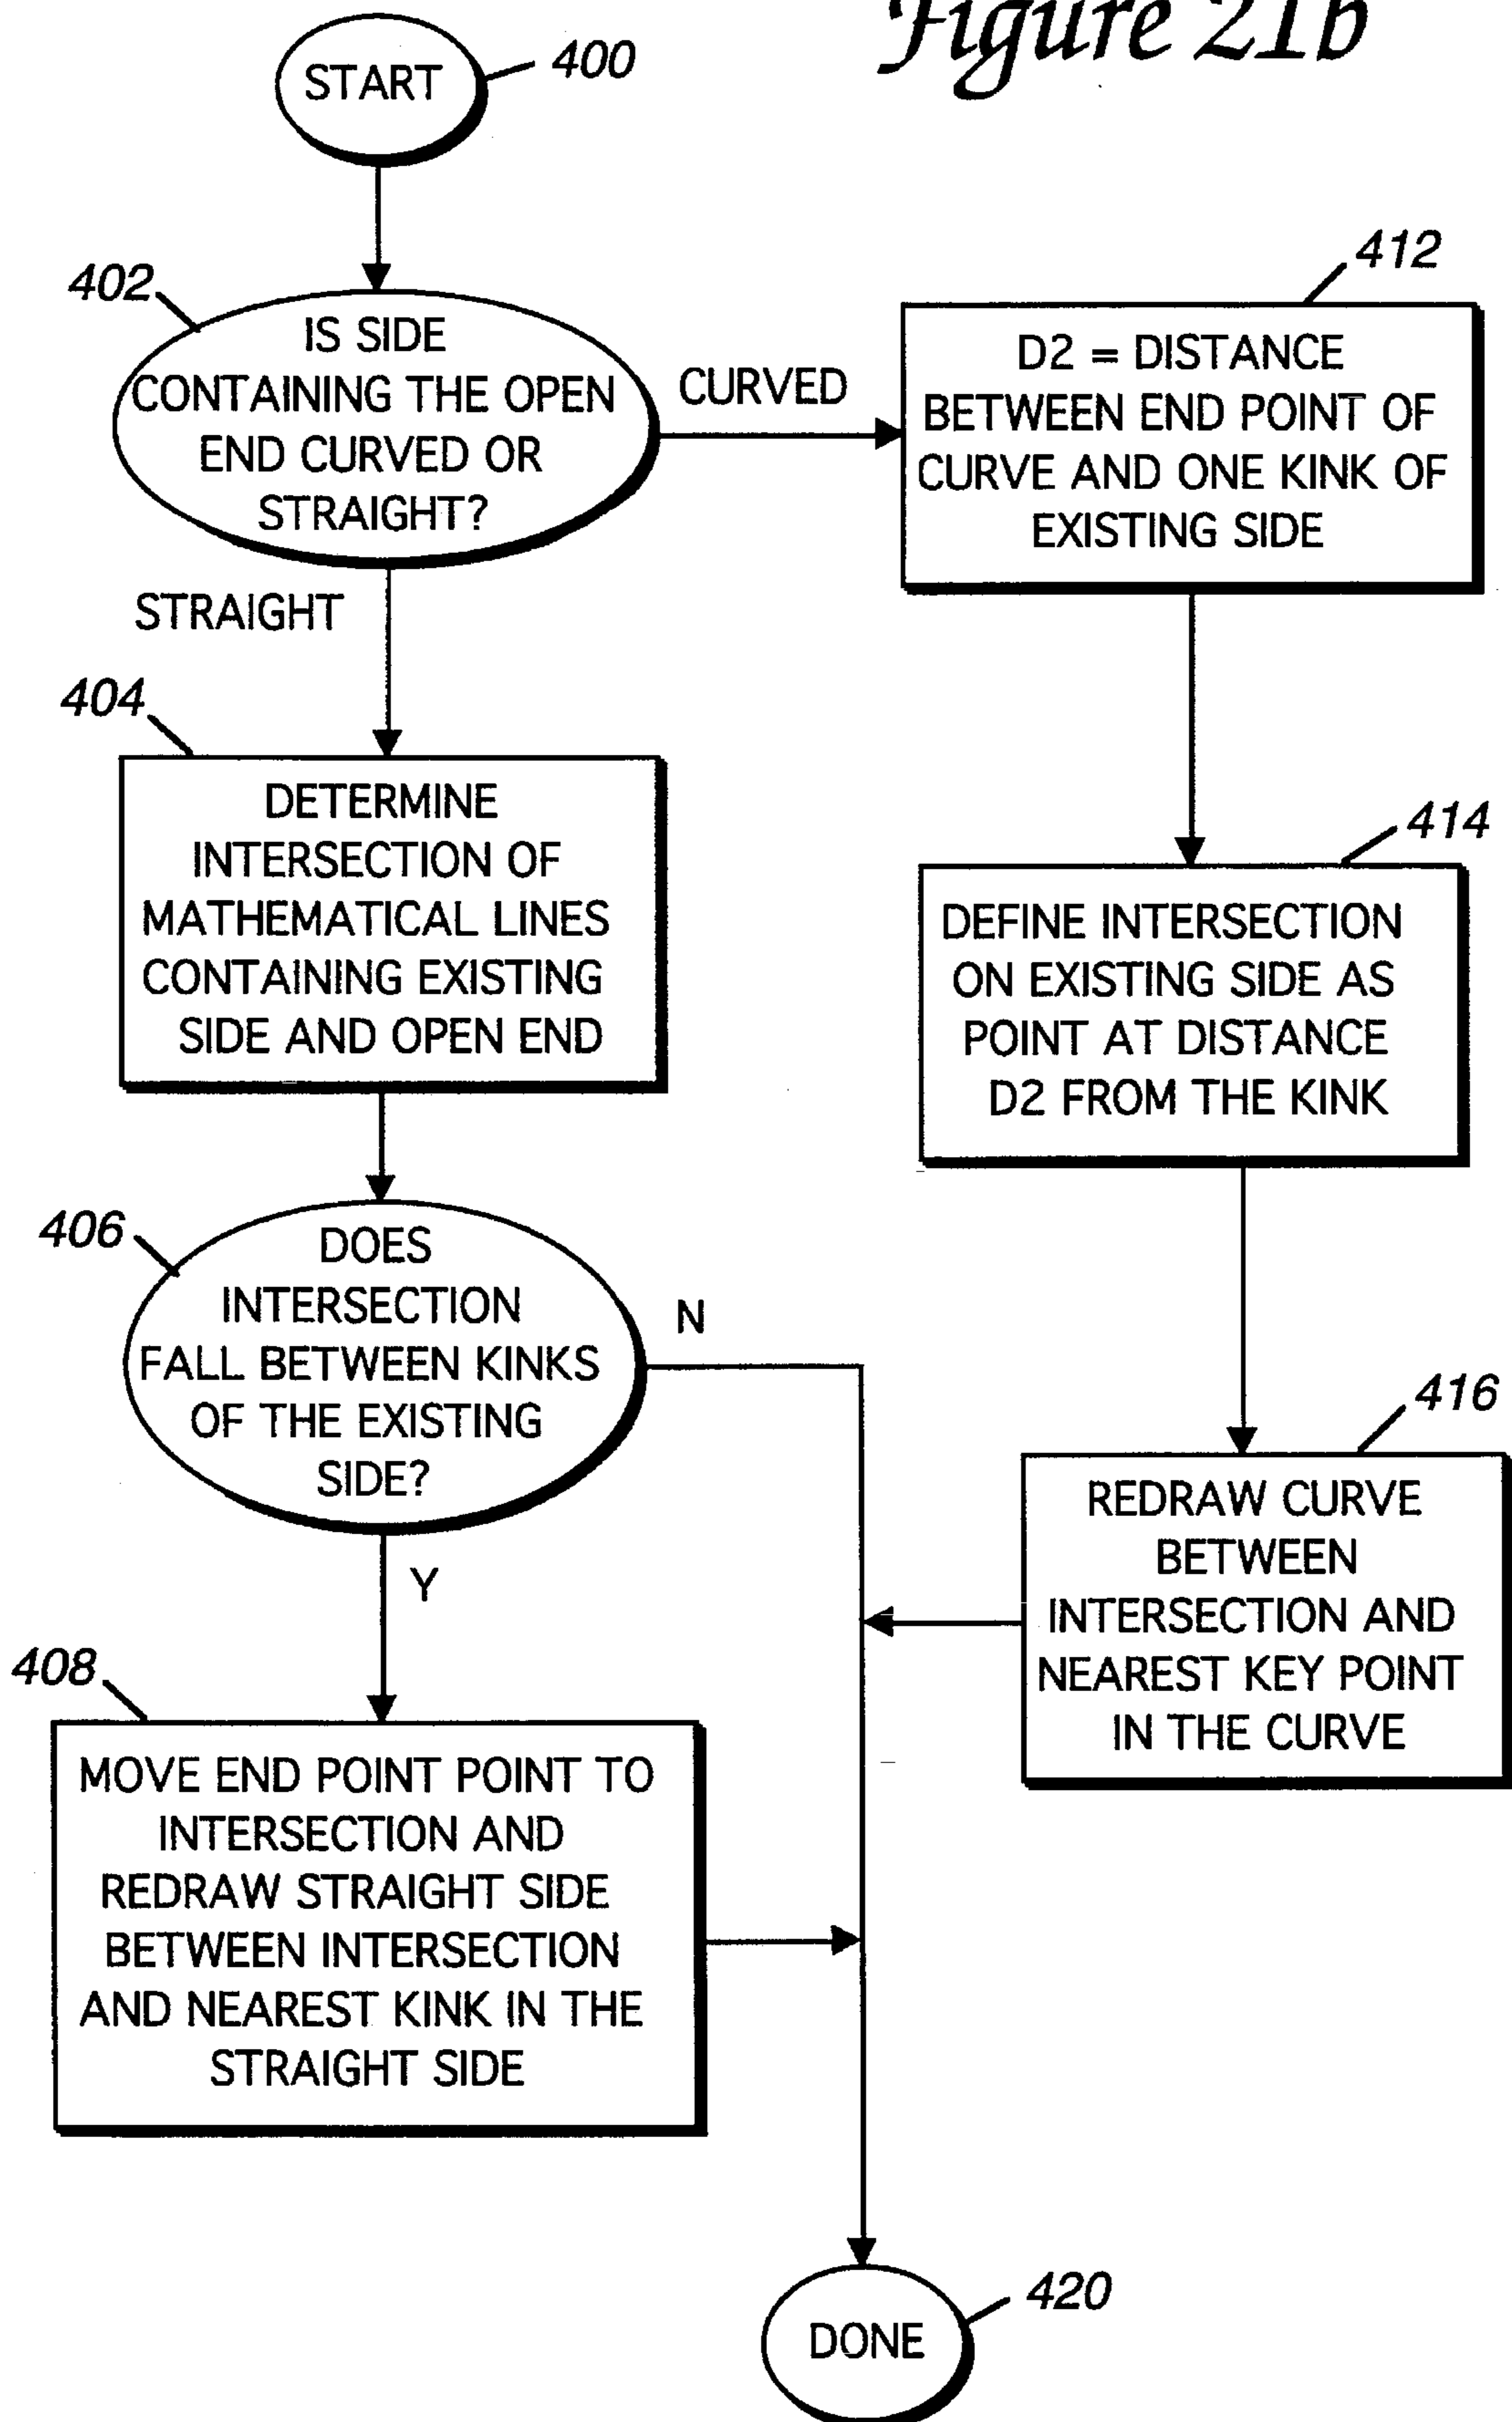 Figure 21b
START
400
402
IS SIDE
CONTAINING THE OPEN
END CURVED OR
STRAIGHT?
CURVED
412
D2 = DISTANCE
BETWEEN END POINT OF
CURVE AND ONE KINK OF
EXISTING SIDE
STRAIGHT
404
DETERMINE
INTERSECTION OF
MATHEMATICAL LINES
CONTAINING EXISTING
SIDE AND OPEN END
414
DEFINE INTERSECTION
ON EXISTING SIDE AS
POINT AT DISTANCE
D2 FROM THE KINK
406
DOES
INTERSECTION
FALL BETWEEN KINKS
OF THE EXISTING
SIDE?
N
Y
416
REDRAW CURVE
BETWEEN
INTERSECTION AND
NEAREST KEY POINT
IN THE CURVE
408
MOVE END POINT POINT TO
INTERSECTION AND
REDRAW STRAIGHT SIDE
BETWEEN INTERSECTION
AND NEAREST KINK IN THE
STRAIGHT SIDE
DONE
420